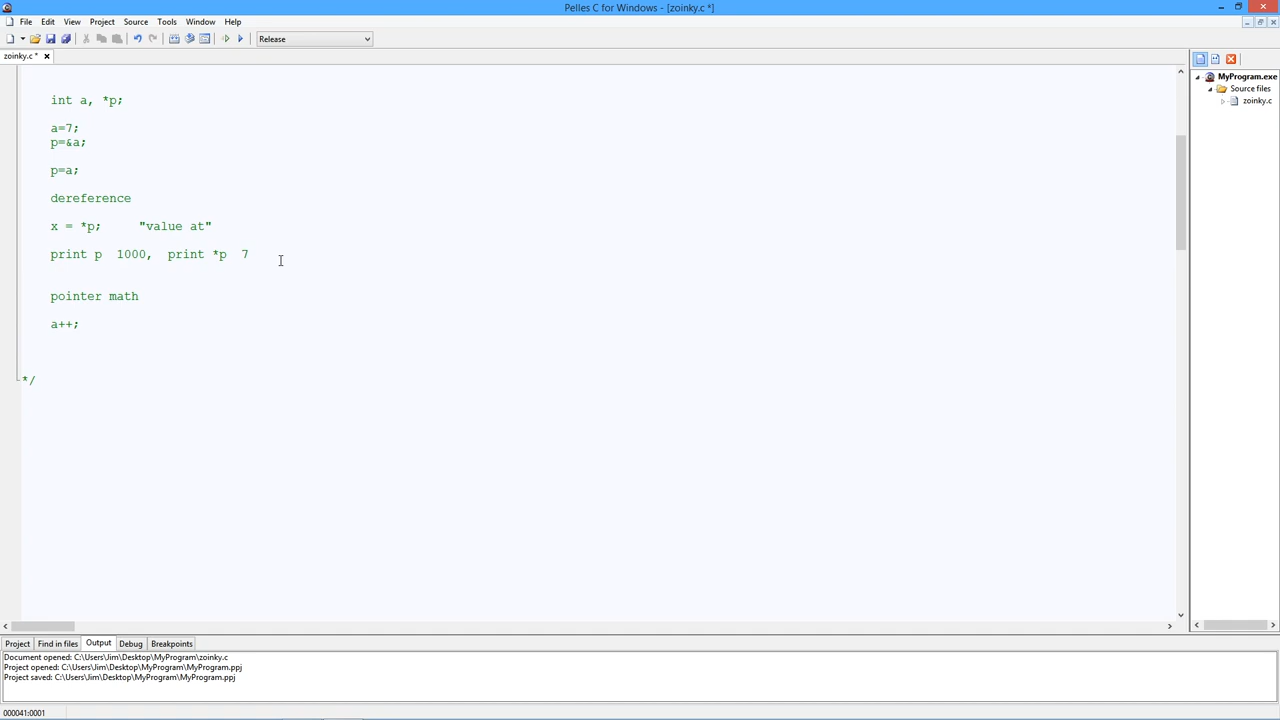 Pelles C for Windows - [zoinky.c *]
File Edit View Project Source Tools Window Help
Release
zoinky.c *
int a, *p;
a=7;
p=&a;
p=a;
dereference
x = *p;     "value at"
print p  1000,  print *p  7
pointer math
a++;
*/
MyProgram.exe
Source files
zoinky.c
Project Find in files Output Debug Breakpoints
Document opened: C:\Users\Jim\Desktop\MyProgram\zoinky.c
Project opened: C:\Users\Jim\Desktop\MyProgram\MyProgram.ppj
Project saved: C:\Users\Jim\Desktop\MyProgram\MyProgram.ppj
000041:0001